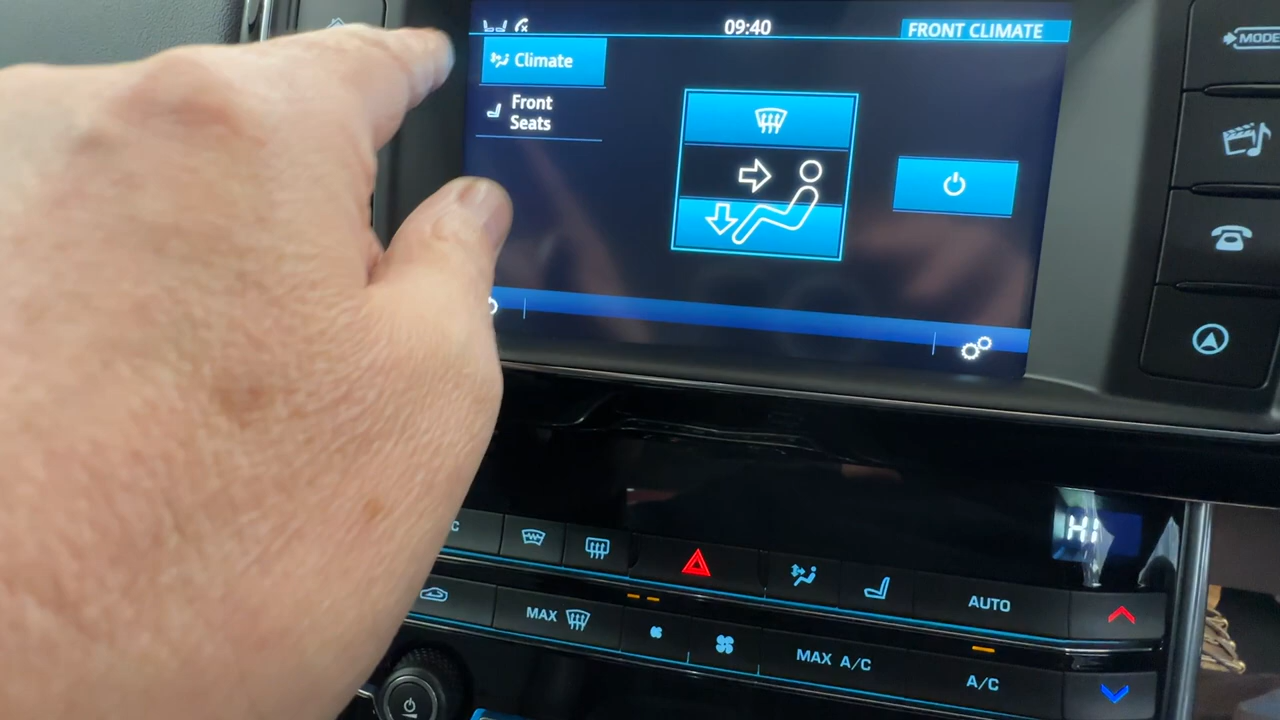 09:40
FRONT CLIMATE
Climate
Front
Seats
MODE
HI
C
AUTO
MAX
MAX A/C
A/C